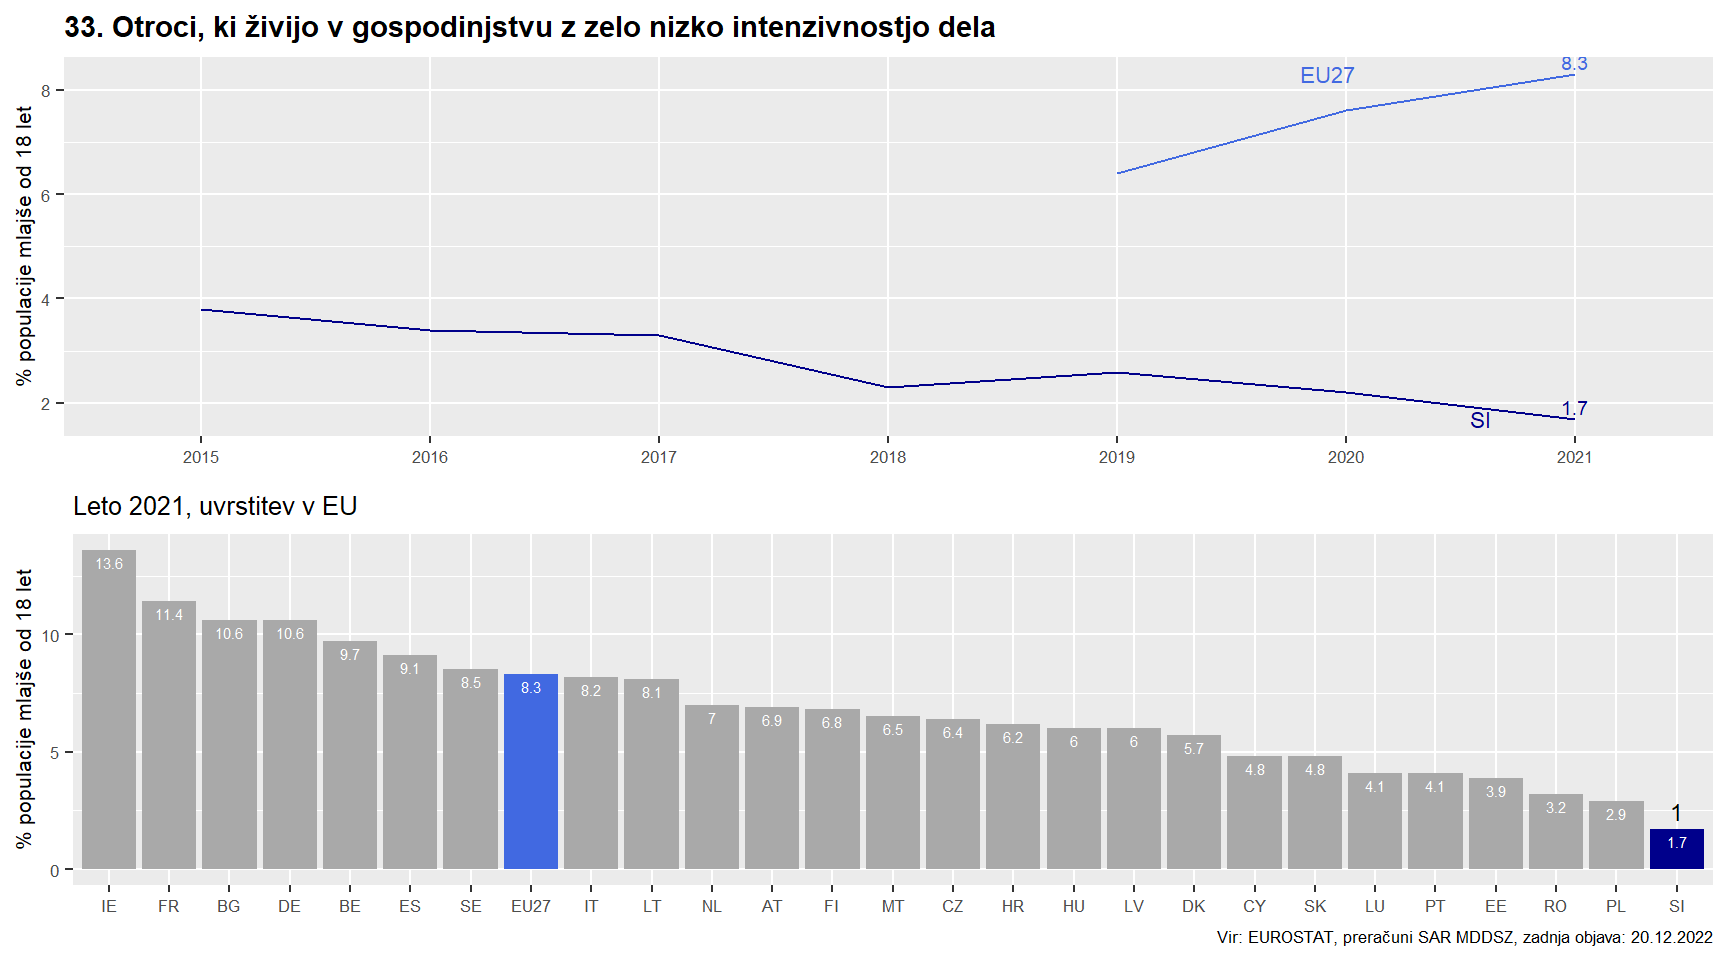 33. Otroci, ki živijo v gospodinjstvu z zelo nizko intenzivnostjo dela
% populacije mlajše od 18 let
8
6
4
2
EU27
8.3
SI
1.7
2015 2016 2017 2018 2019 2020 2021
Leto 2021, uvrstitev v EU
% populacije mlajše od 18 let
10
5
0
13.6 11.4 10.6 10.6 9.7 9.1 8.5 8.3 8.2 8.1 7 6.9 6.8 6.5 6.4 6.2 6 6 5.7 4.8 4.8 4.1 4.1 3.9 3.2 2.9 1.7
1
IE FR BG DE BE ES SE EU27 IT LT NL AT FI MT CZ HR HU LV DK CY SK LU PT EE RO PL SI
Vir: EUROSTAT, preračuni SAR MDDSZ, zadnja objava: 20.12.2022